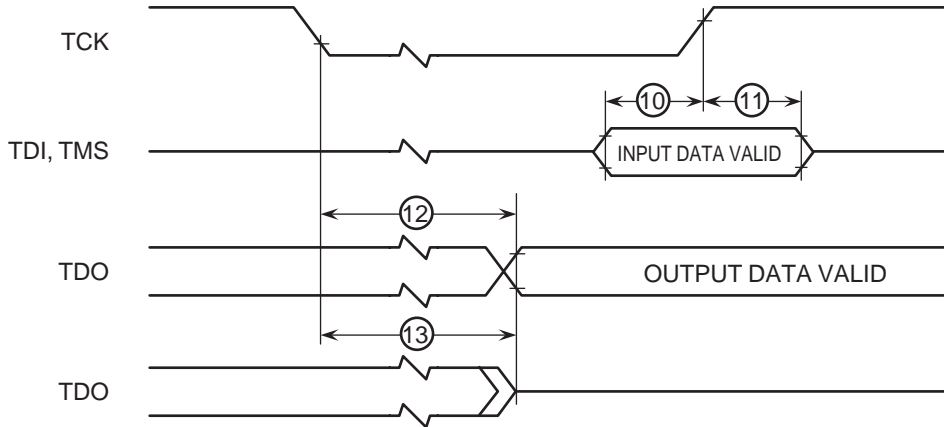 TCK
10
11
TDI, TMS
INPUT DATA VALID
12
TDO
OUTPUT DATA VALID
13
TDO